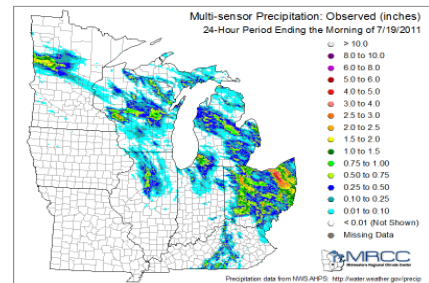 Multi-sensor Precipitation: Observed (inches)
24-Hour Period Ending the Morning of 7/19/2011
> 10.0
8.0 to 10.0
6.0 to 8.0
5.0 to 6.0
4.0 to 5.0
3.0 to 4.0
2.5 to 3.0
2.0 to 2.5
1.5 to 2.0
1.0 to 1.5
0.75 to 1.00
0.50 to 0.75
0.25 to 0.50
0.10 to 0.25
0.01 to 0.10
< 0.01 (Not Shown)
Missing Data
MRCC
Midwestern Regional Climate Center
Precipitation data from NWS AHPS: http://water.weather.gov/precip